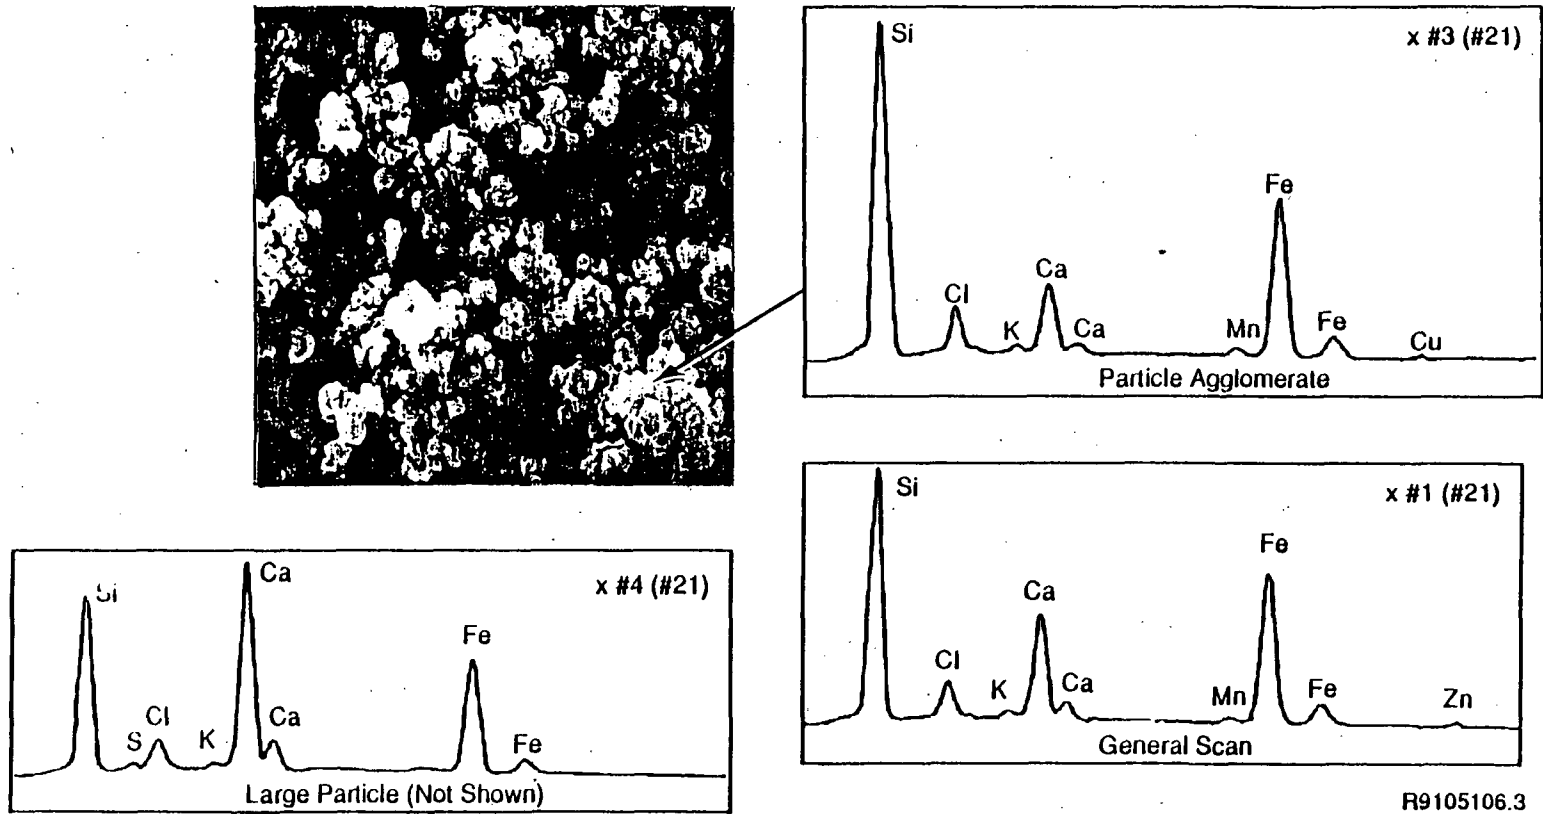 x #3 (#21)
Si
Cl
K
Ca
Ca
Mn
Fe
Fe
Cu
Particle Agglomerate
x #1 (#21)
Si
Cl
K
Ca
Ca
Mn
Fe
Fe
Zn
General Scan
x #4 (#21)
Si
S
Cl
K
Ca
Ca
Fe
Fe
Large Particle (Not Shown)
R9105106.3